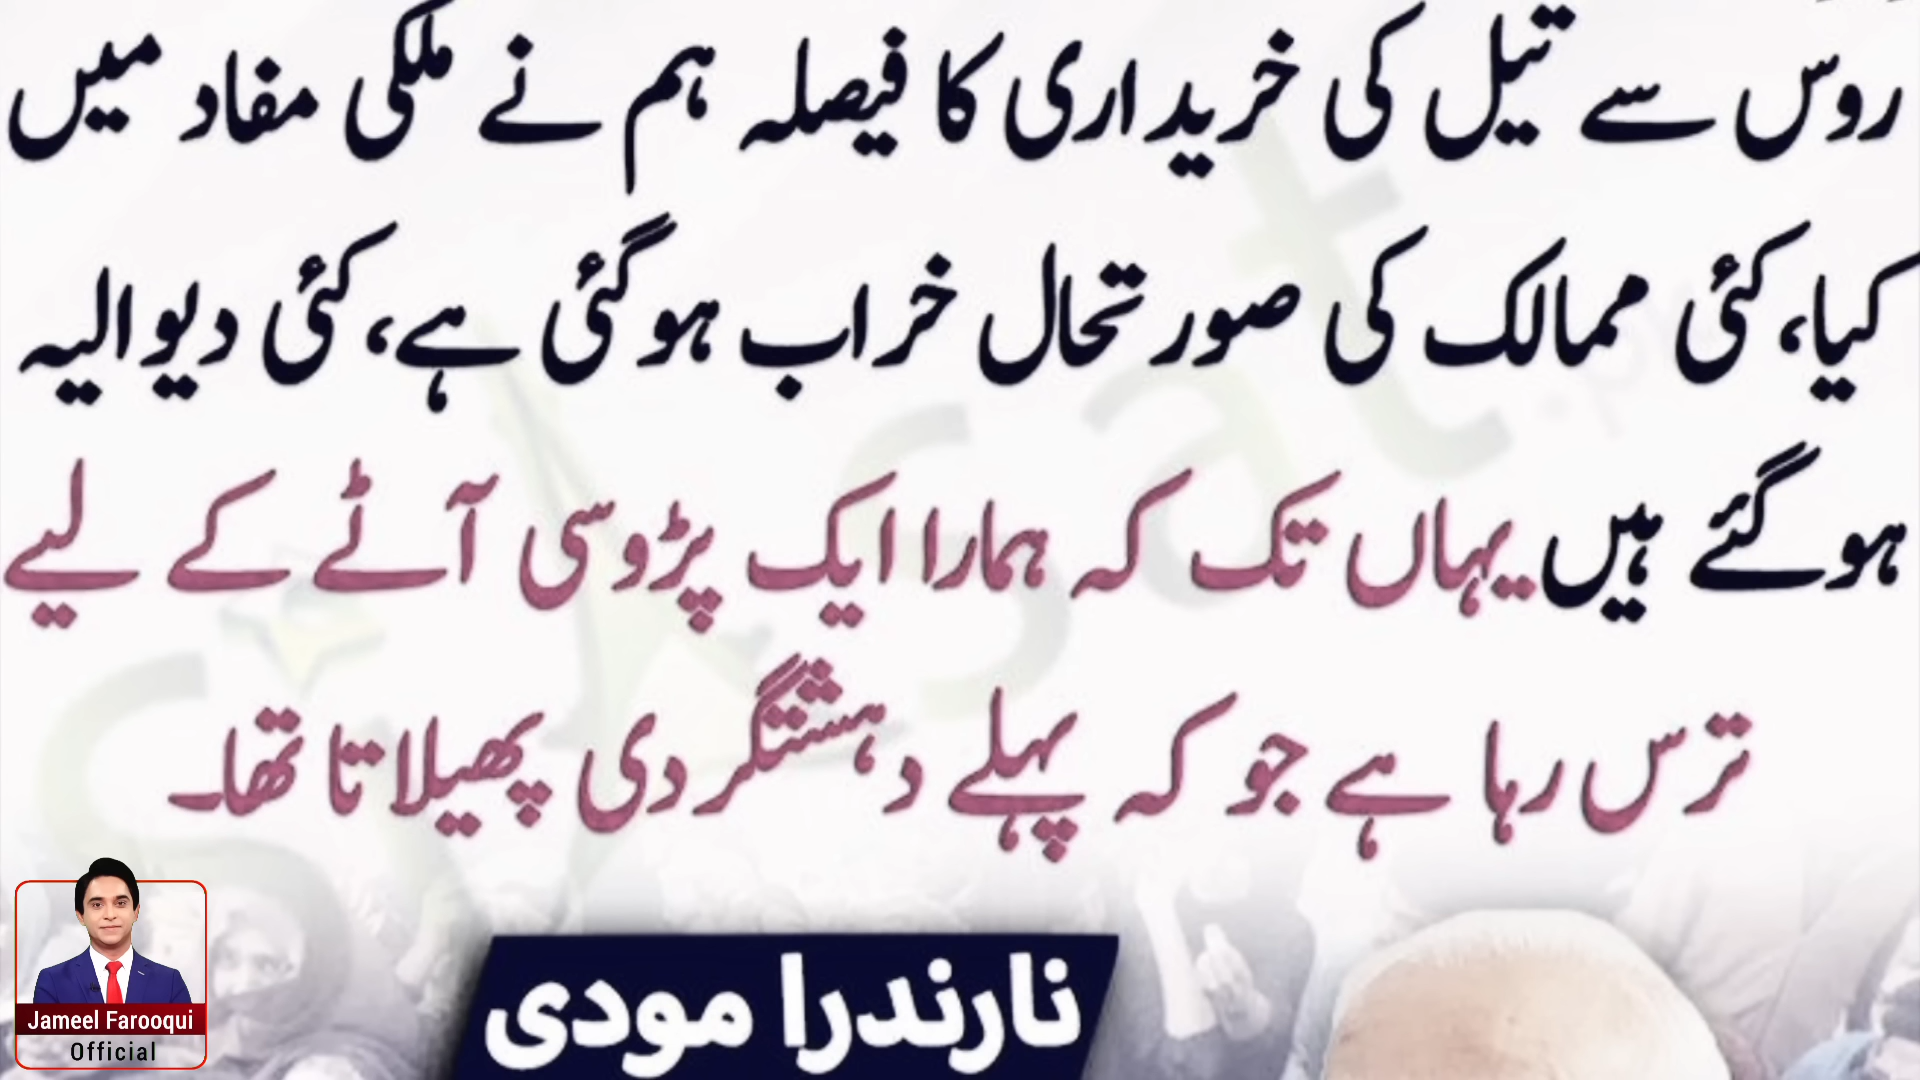 روس سے تیل کی خریداری کا فیصلہ ہم نے ملکی مفاد میں
کیا، کئی ممالک کی صورتحال خراب ہوگئی ہے، کئی دیوالیہ
ہوگئے ہیں یہاں تک کہ ہمارا ایک پڑوسی آٹے کے لیے
ترس رہا ہے جو کہ پہلے دہشتگردی پھیلاتا تھا۔
نارندرا مودی
Jameel Farooqui
Official